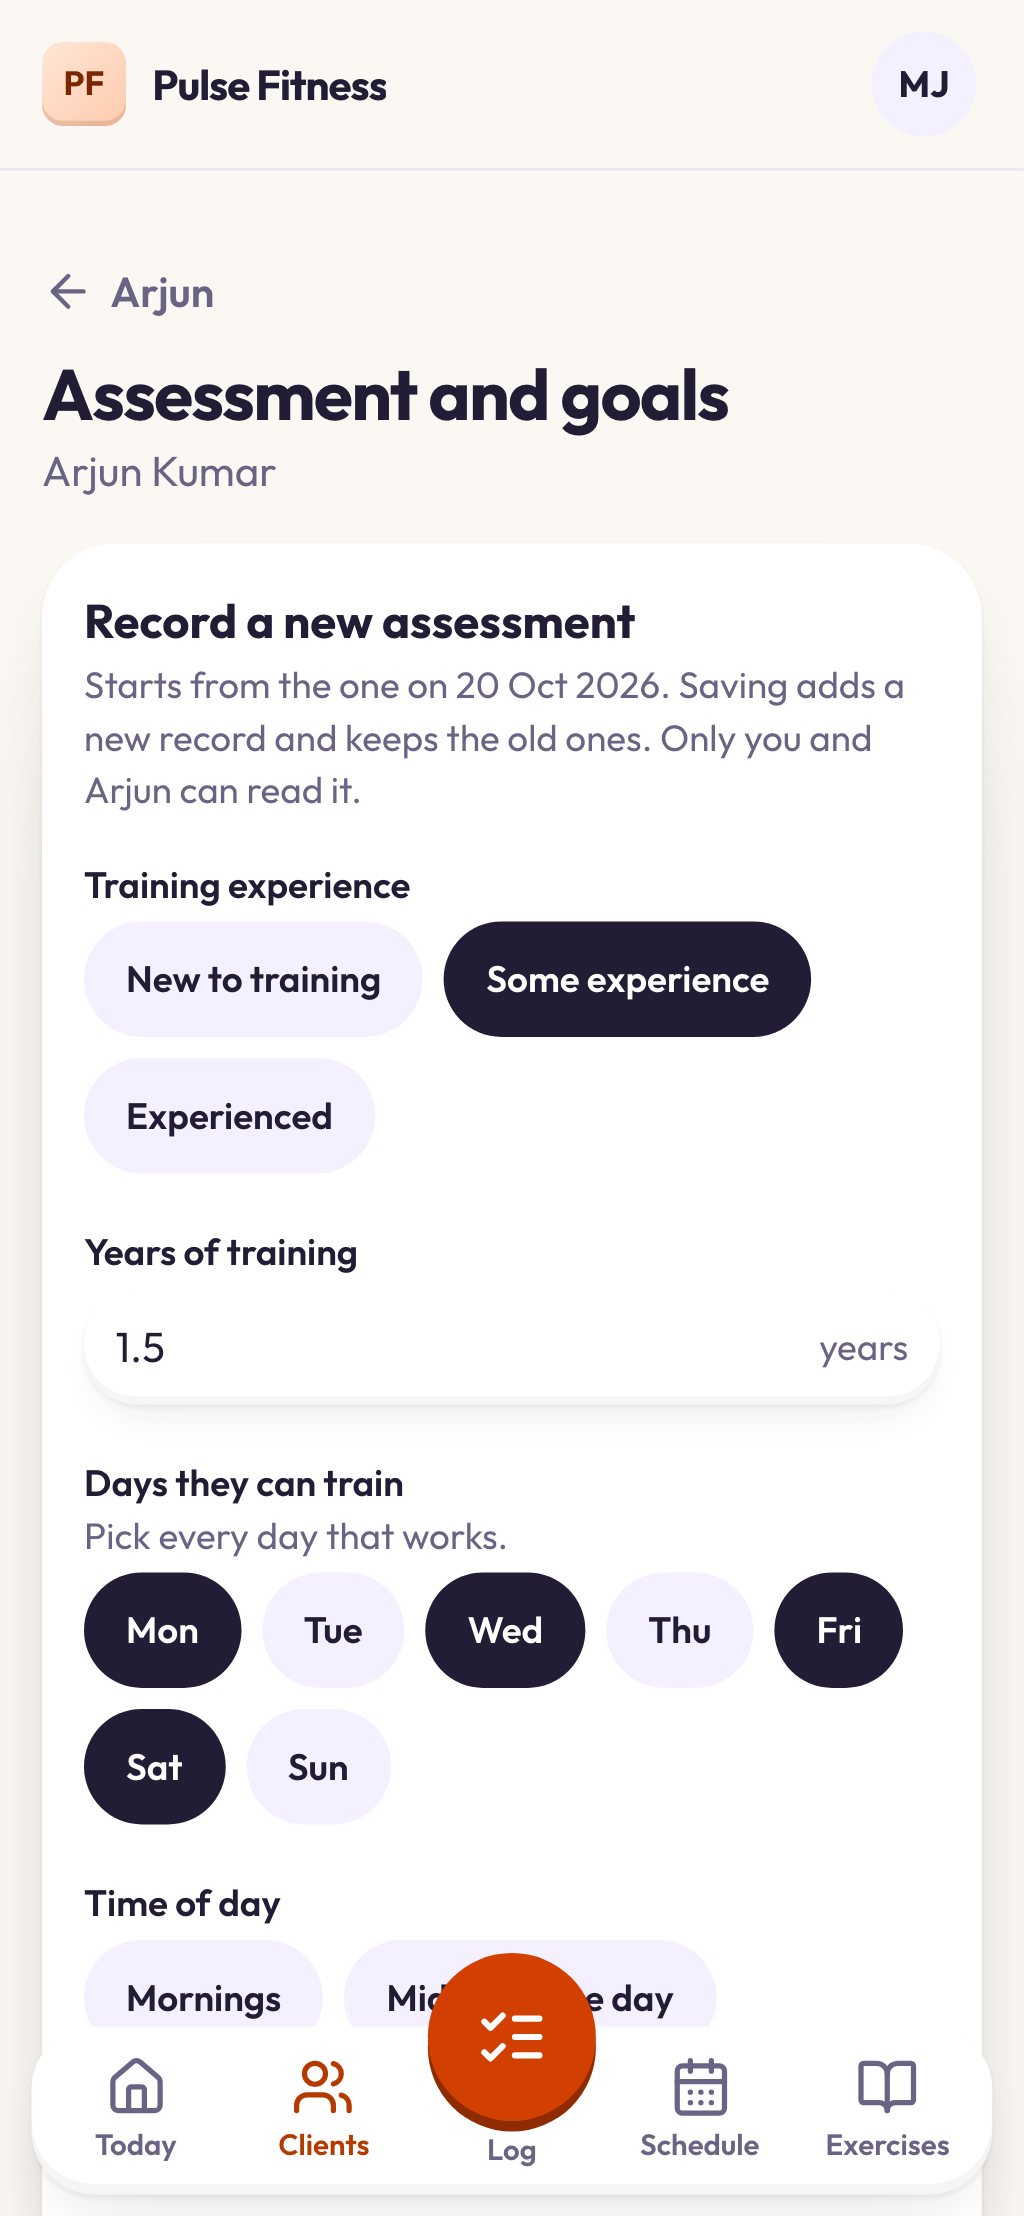 PF Pulse Fitness MJ
Arjun
Assessment and goals
Arjun Kumar
Record a new assessment
Starts from the one on 20 Oct 2026. Saving adds a
new record and keeps the old ones. Only you and
Arjun can read it.
Training experience
New to training Some experience
Experienced
Years of training
1.5 years
Days they can train
Pick every day that works.
Mon Tue Wed Thu Fri
Sat Sun
Time of day
Mornings day
Today Clients Log Schedule Exercises